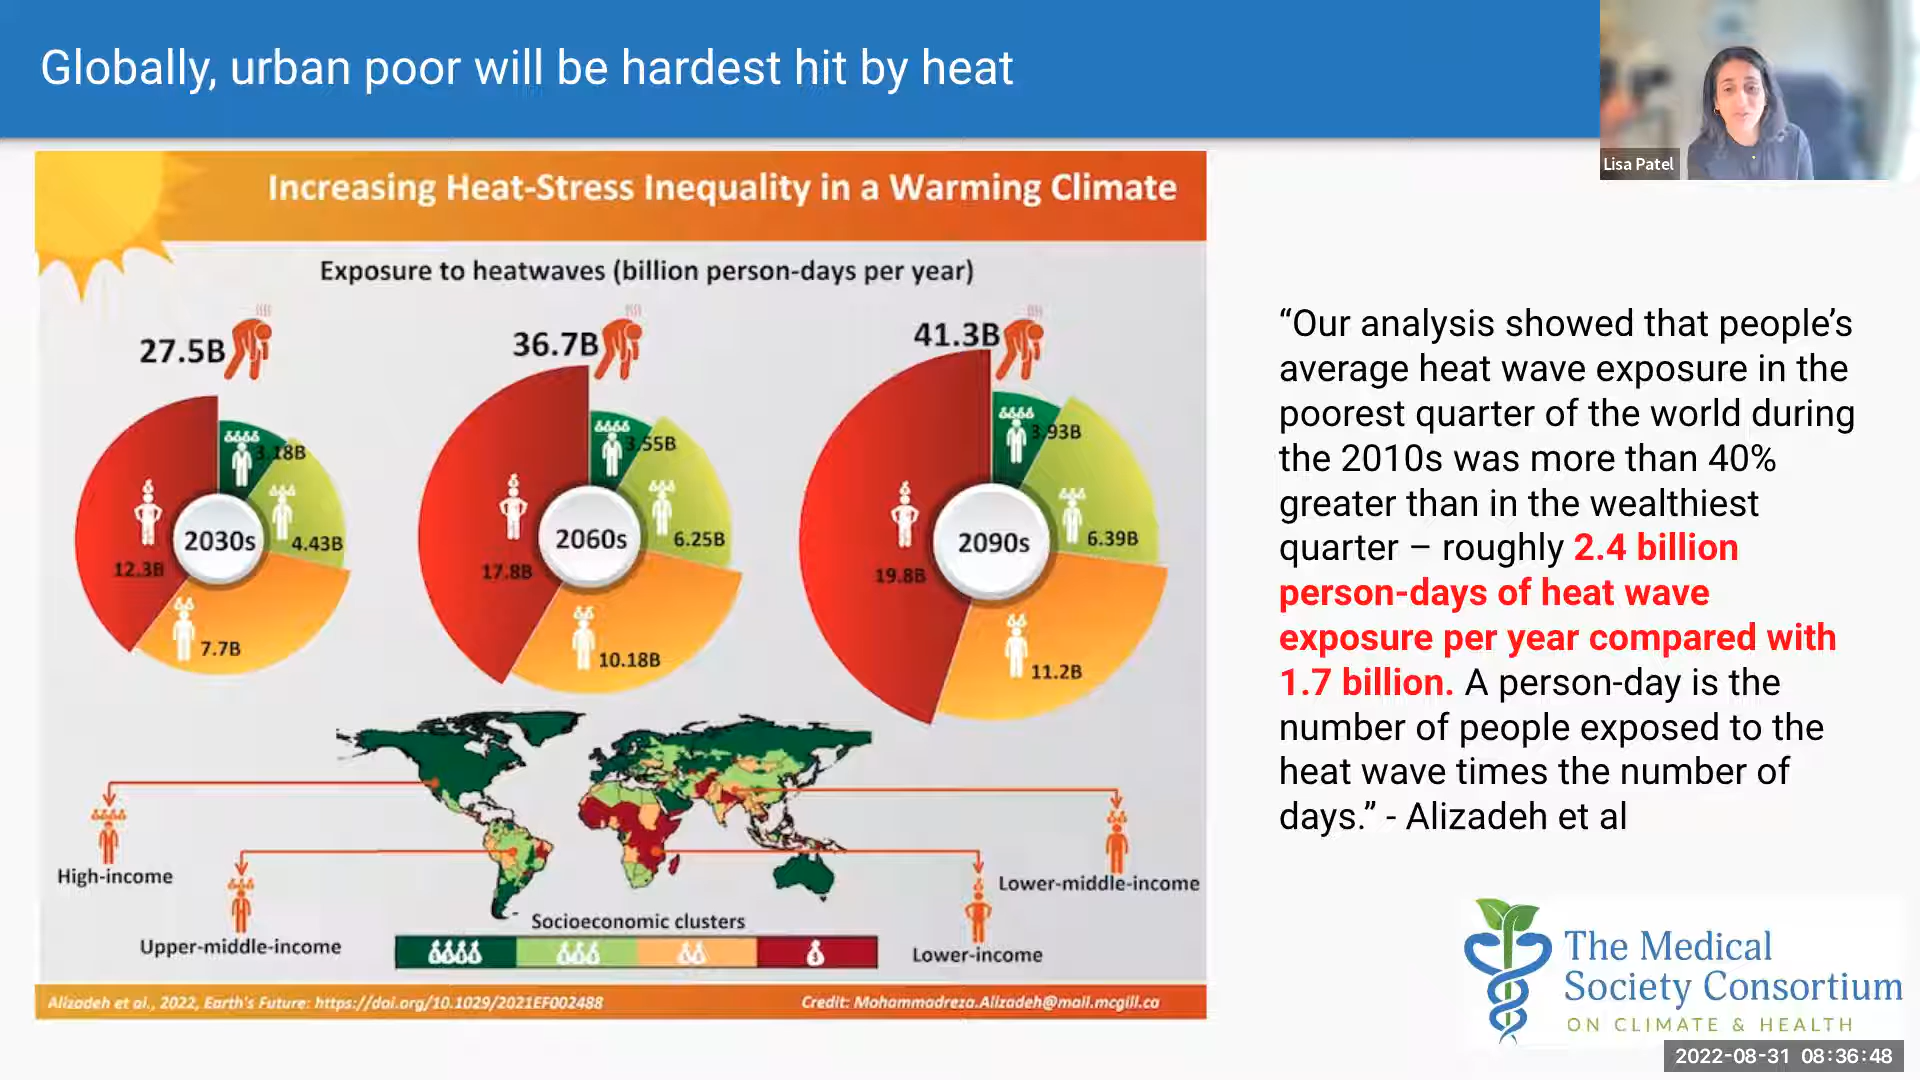 Globally, urban poor will be hardest hit by heat
Lisa Patel
Increasing Heat-Stress Inequality in a Warming Climate
Exposure to heatwaves (billion person-days per year)
27.5B
3.18B
4.43B
7.7B
12.3B
2030s
36.7B
3.55B
6.25B
10.18B
17.8B
2060s
41.3B
3.93B
6.39B
11.2B
19.8B
2090s
High-income
Upper-middle-income
Lower-middle-income
Lower-income
Socioeconomic clusters
Alizadeh et al., 2022, Earth's Future: https://doi.org/10.1029/2021EF002488
Credit: Mohammadreza.Alizadeh@mail.mcgill.ca
“Our analysis showed that people’s
average heat wave exposure in the
poorest quarter of the world during
the 2010s was more than 40%
greater than in the wealthiest
quarter – roughly 2.4 billion
person-days of heat wave
exposure per year compared with
1.7 billion. A person-day is the
number of people exposed to the
heat wave times the number of
days.” - Alizadeh et al
The Medical
Society Consortium
ON CLIMATE & HEALTH
2022-08-31 08:36:48